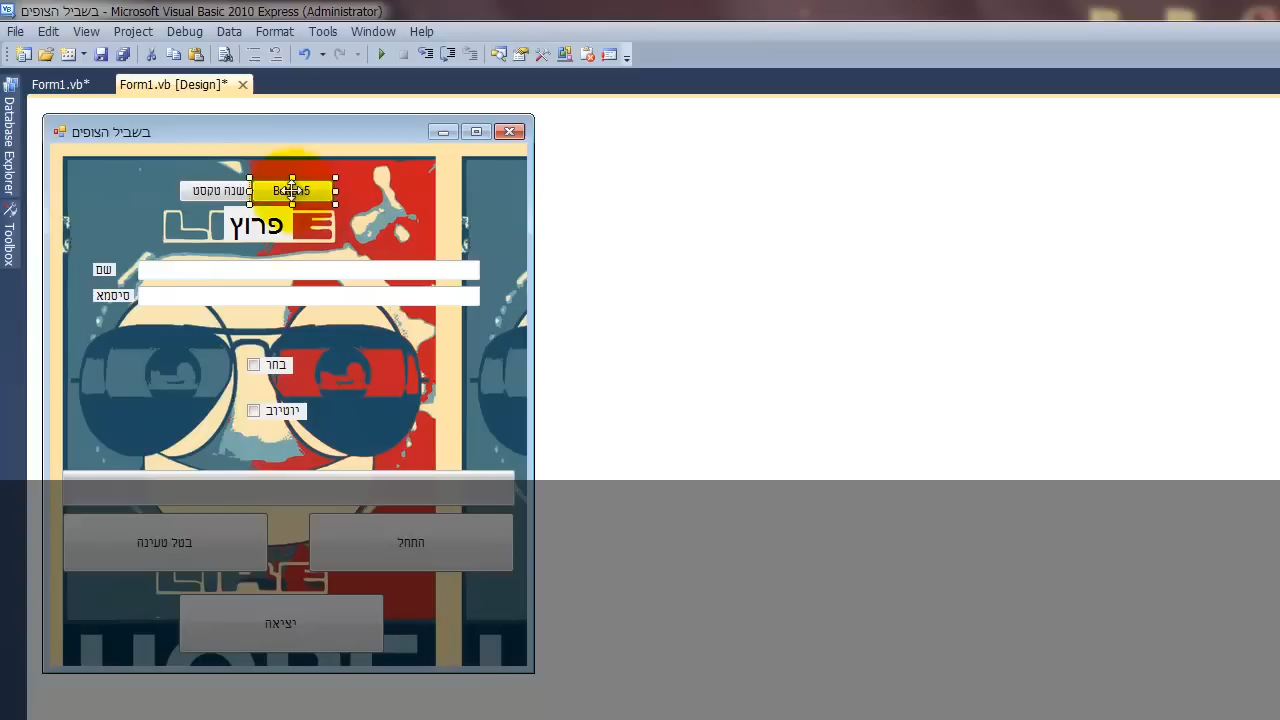 בשביל הצופים - Microsoft Visual Basic 2010 Express (Administrator)
File Edit View Project Debug Data Format Tools Window Help
Form1.vb* Form1.vb [Design]*
Database Explorer
Toolbox
בשביל הצופים
שנה טקסט
פרוץ
שם
סיסמא
בחר
יוטיוב
בטל טעינה התחל
יציאה